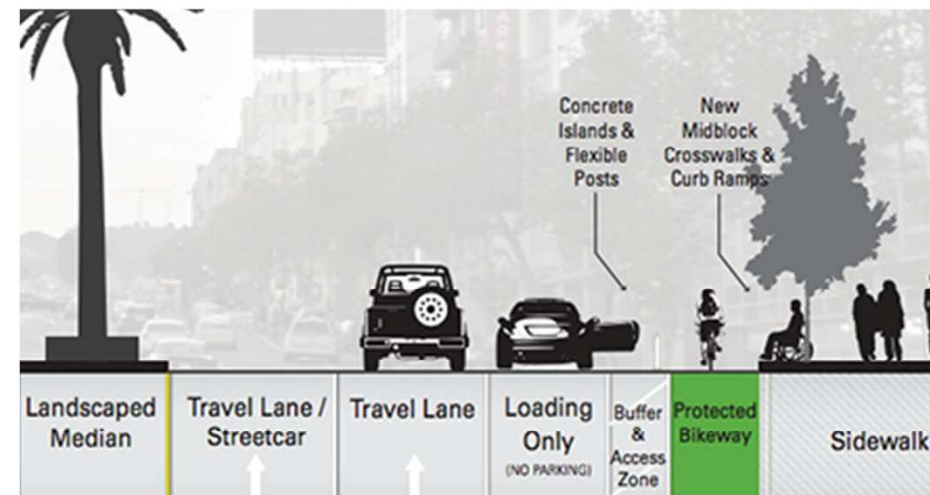 Concrete
Islands &
Flexible
Posts
New
Midblock
Crosswalks &
Curb Ramps
Landscaped
Median
Travel Lane /
Streetcar
Travel Lane
Loading
Only
(NO PARKING)
Buffer
&
Access
Zone
Protected
Bikeway
Sidewalk